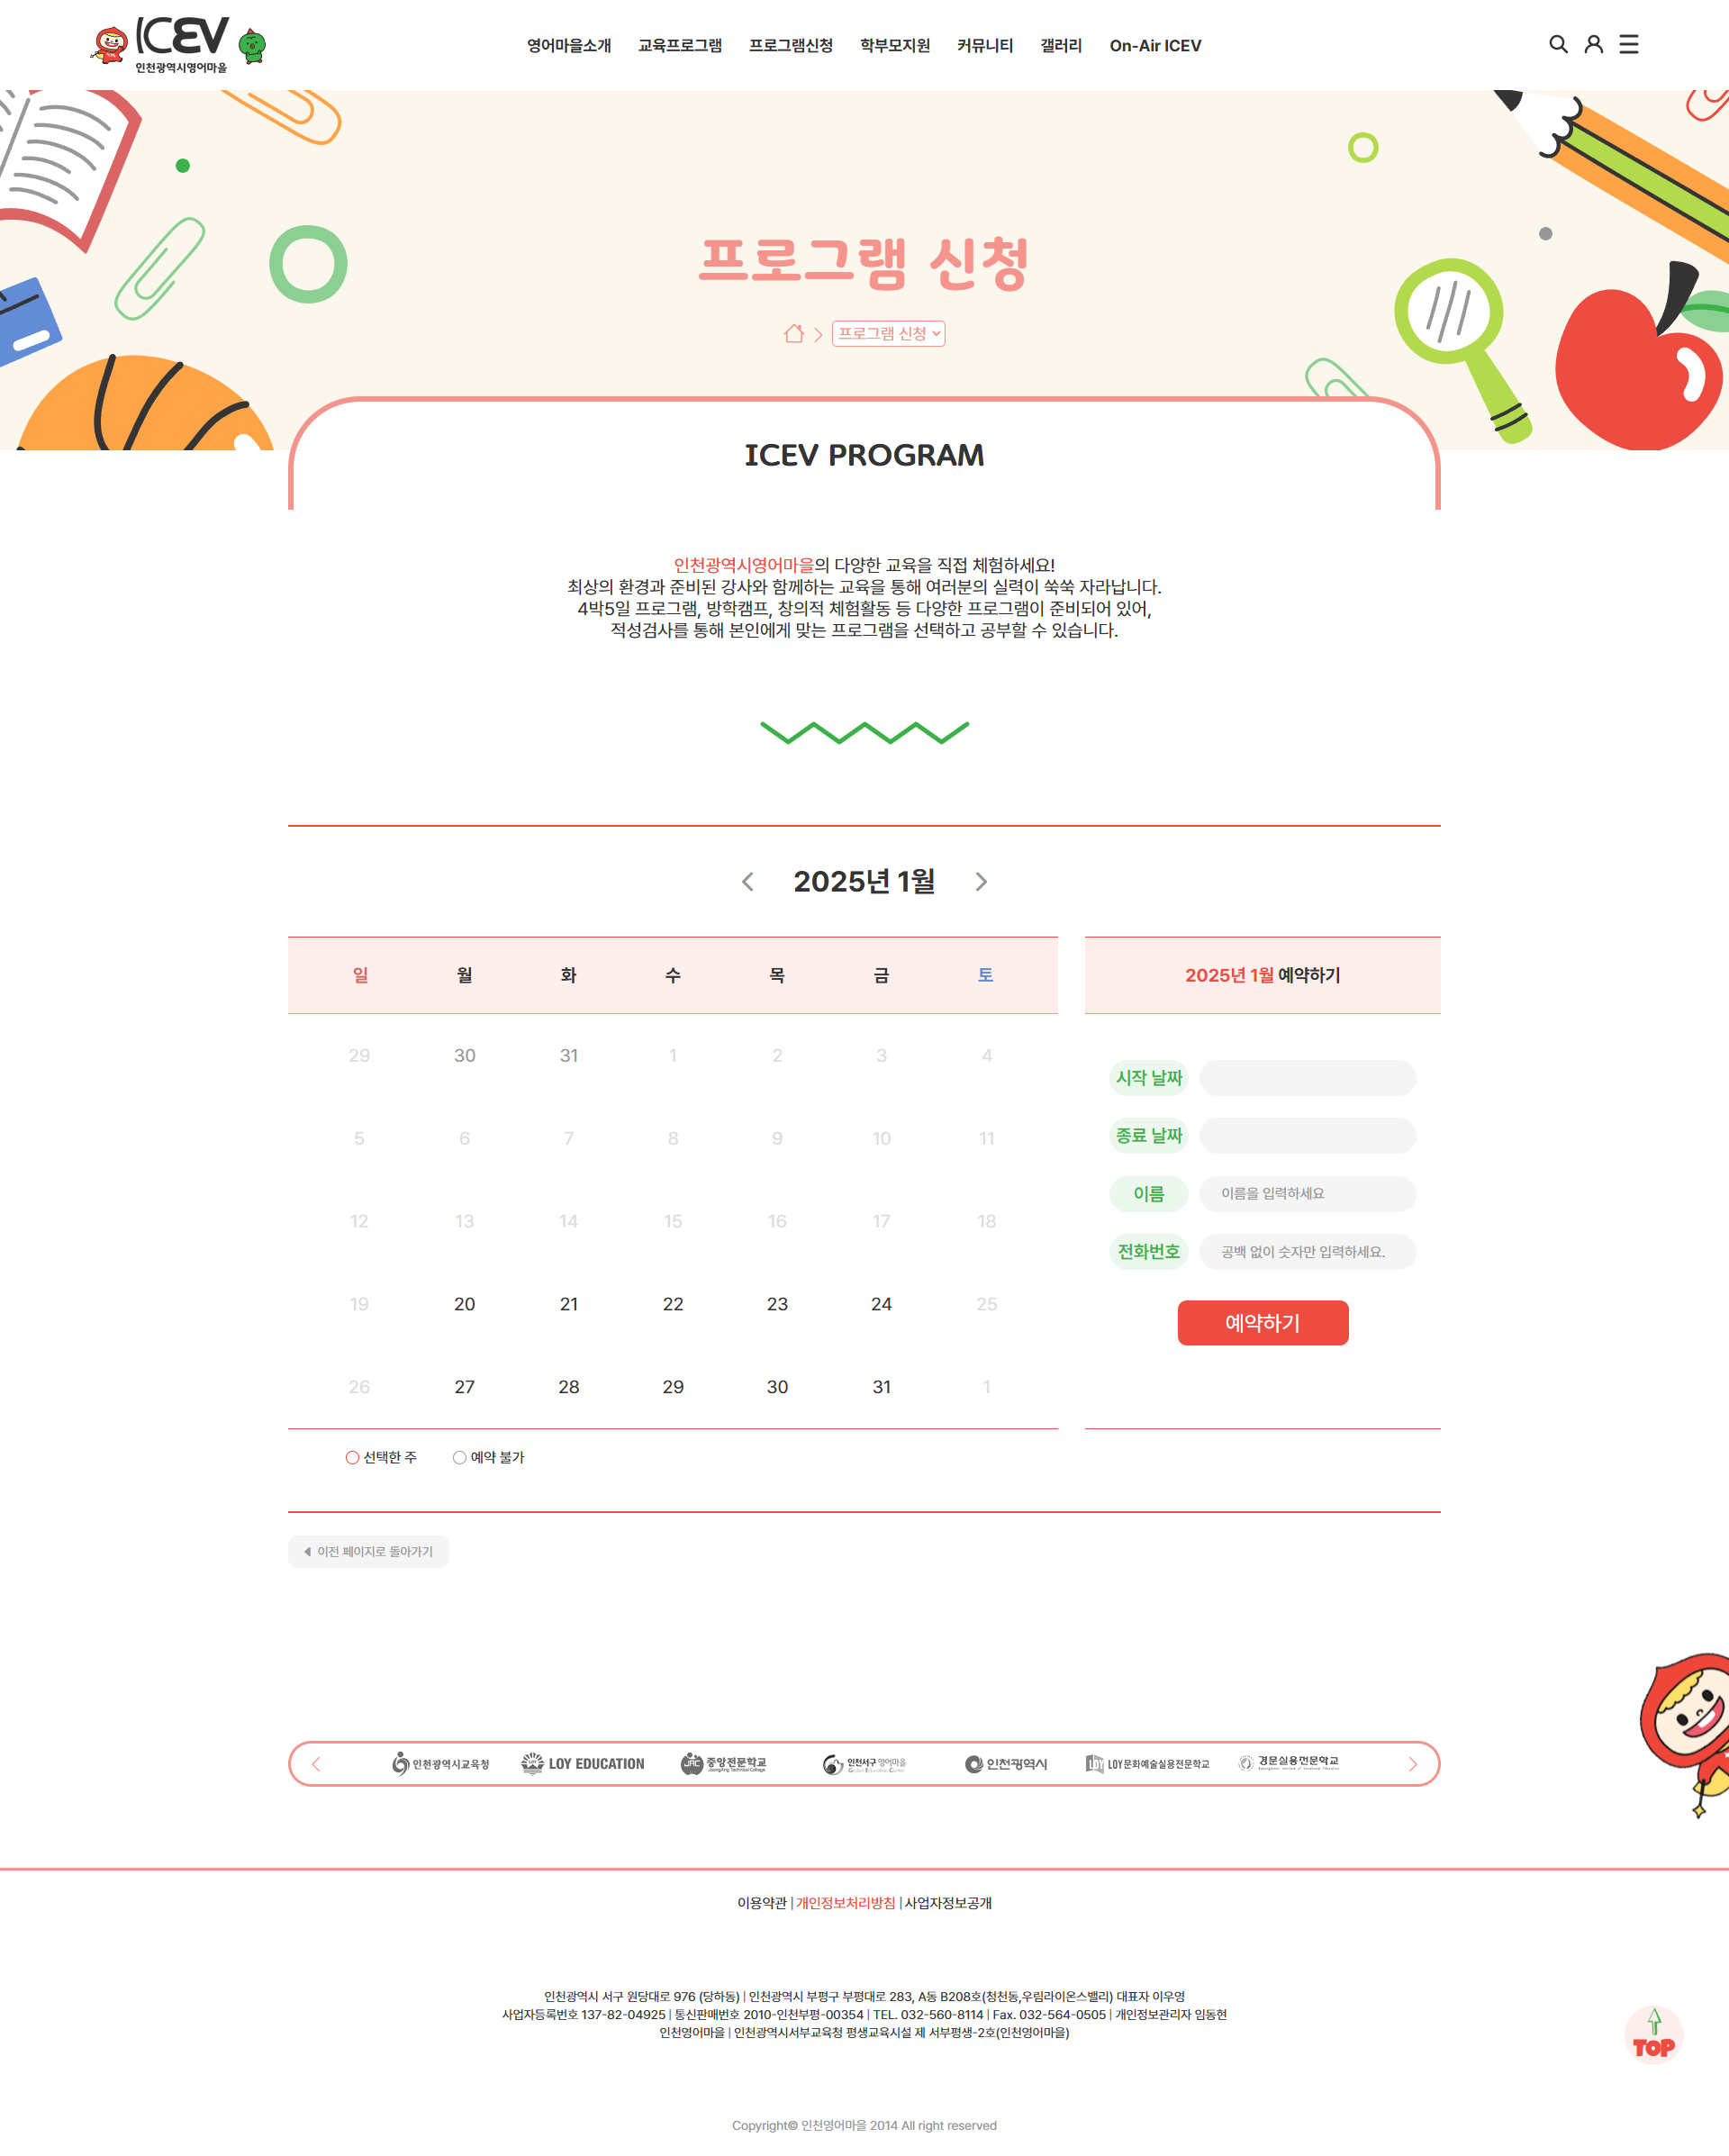 ICEV
인천광역시영어마을
영어마을소개 교육프로그램 프로그램신청 학부모지원 커뮤니티 갤러리 On-Air ICEV
프로그램 신청
프로그램 신청
ICEV PROGRAM
인천광역시영어마을의 다양한 교육을 직접 체험하세요!
최상의 환경과 준비된 강사와 함께하는 교육을 통해 여러분의 실력이 쑥쑥 자라납니다.
4박5일 프로그램, 방학캠프, 창의적 체험활동 등 다양한 프로그램이 준비되어 있어,
적성검사를 통해 본인에게 맞는 프로그램을 선택하고 공부할 수 있습니다.
2025년 1월
일 월 화 수 목 금 토
29 30 31 1 2 3 4
5 6 7 8 9 10 11
12 13 14 15 16 17 18
19 20 21 22 23 24 25
26 27 28 29 30 31 1
선택한 주 예약 불가
2025년 1월 예약하기
시작 날짜
종료 날짜
이름 이름을 입력하세요
전화번호 공백 없이 숫자만 입력하세요.
예약하기
이전 페이지로 돌아가기
인천광역시교육청
LOY EDUCATION
JAC 중앙전문학교
JoongAng Technical College
인천서구 영어마을
Global Education Center
인천광역시
LOY LOY문화예술실용전문학교
경문실용전문학교
이용약관 | 개인정보처리방침 | 사업자정보공개
인천광역시 서구 원당대로 976 (당하동) | 인천광역시 부평구 부평대로 283, A동 B208호(청천동,우림라이온스밸리) 대표자 이우영
사업자등록번호 137-82-04925 | 통신판매번호 2010-인천부평-00354 | TEL. 032-560-8114 | Fax. 032-564-0505 | 개인정보관리자 임동현
인천영어마을 | 인천광역시서부교육청 평생교육시설 제 서부평생-2호(인천영어마을)
TOP
Copyright© 인천영어마을 2014 All right reserved